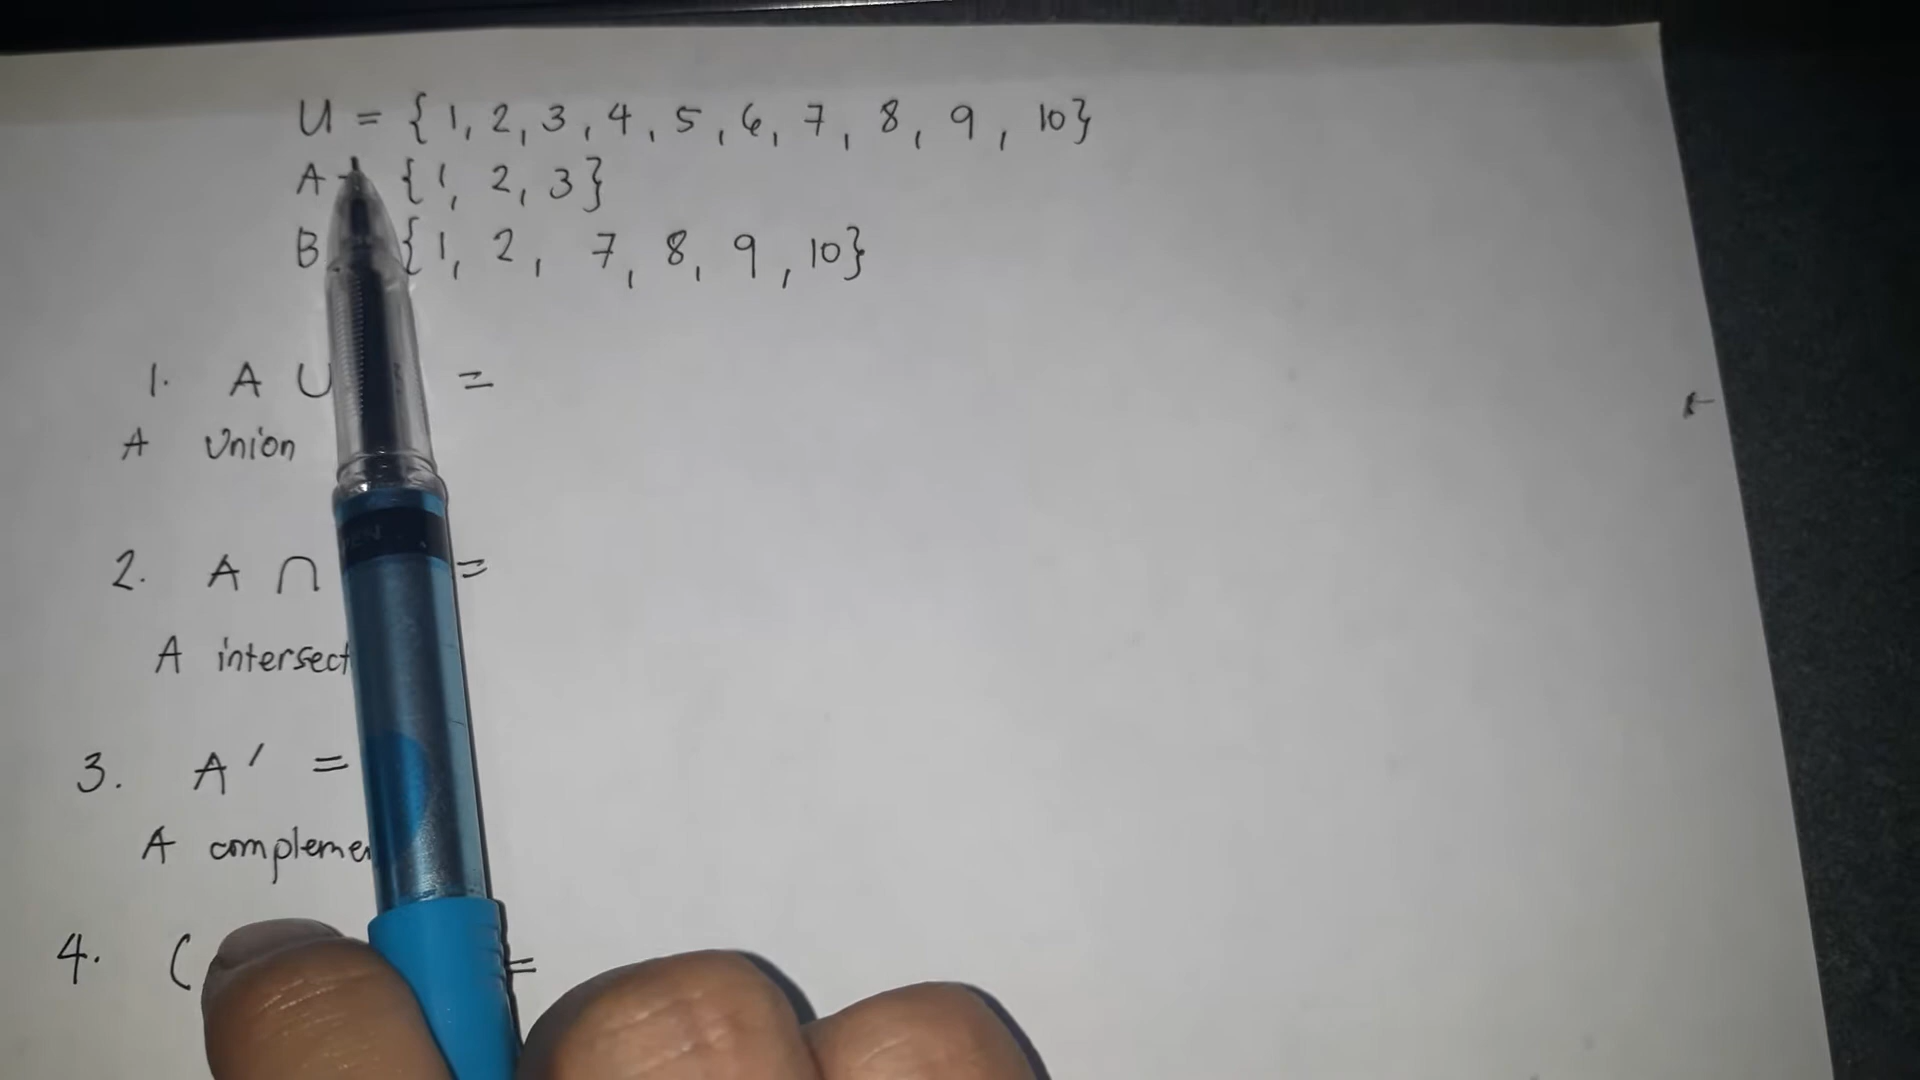 U = {1, 2, 3, 4, 5, 6, 7, 8, 9, 10}
A = {1, 2, 3}
B {1, 2, 7, 8, 9, 10}
1. A ∪ =
A Union
2. A ∩ =
A intersect
3. A' =
A compleme
4. ( =